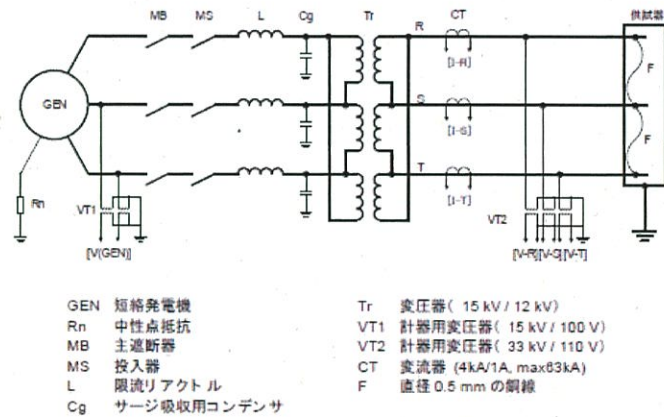 MB MS L Cg Tr R CT 供試器
[I-R]
F
GEN
S
[I-S]
F
T
Rn
VT1
[I-T]
VT2
[V(GEN)]
[V-R][V-S][V-T]
GEN 短絡発電機
Rn 中性点抵抗
MB 主遮断器
MS 投入器
L 限流リアクトル
Cg サージ吸収用コンデンサ
Tr 変圧器( 15 kV / 12 kV)
VT1 計器用変圧器( 15 kV / 100 V)
VT2 計器用変圧器( 33 kV / 110 V)
CT 変流器 (4kA/1A, max63kA)
F 直径 0.5 mm の銅線